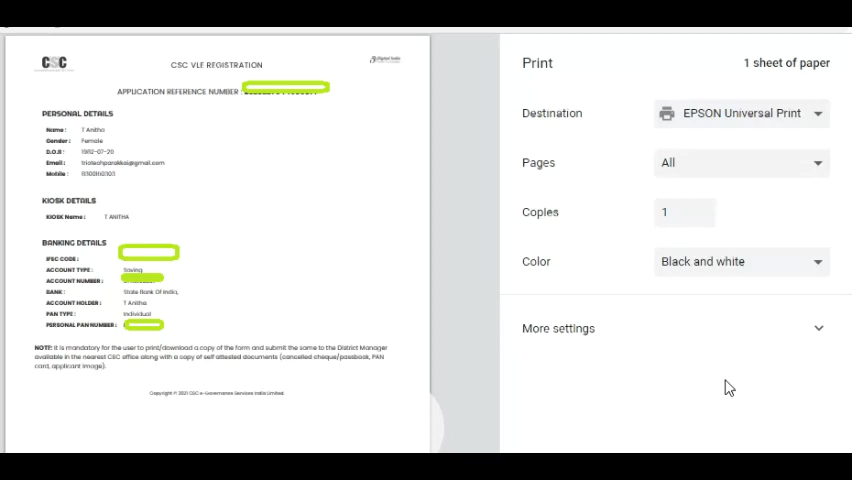 CSC
Digital India
CSC VLE REGISTRATION
APPLICATION REFERENCE NUMBER :
PERSONAL DETAILS
Name : T Anitha
Gender : Female
D.O.B :
Email :
Mobile :
KIOSK DETAILS
KIOSK Name : T ANITHA
BANKING DETAILS
IFSC CODE :
ACCOUNT TYPE : Saving
ACCOUNT NUMBER :
BANK : State Bank Of India,
ACCOUNT HOLDER : T Anitha
PAN TYPE: Individual
PERSONAL PAN NUMBER :
NOTE: It is mandatory for the user to print/download a copy of the form and submit the same to the District Manager
available in the nearest CSC office along with a copy of self attested documents (cancelled cheque/passbook, PAN
card, applicant image).
Copyright © 2021 CSC e-Governance Services India Limited.
Print
1 sheet of paper
Destination
EPSON Universal Print
Pages
All
Copies
1
Color
Black and white
More settings